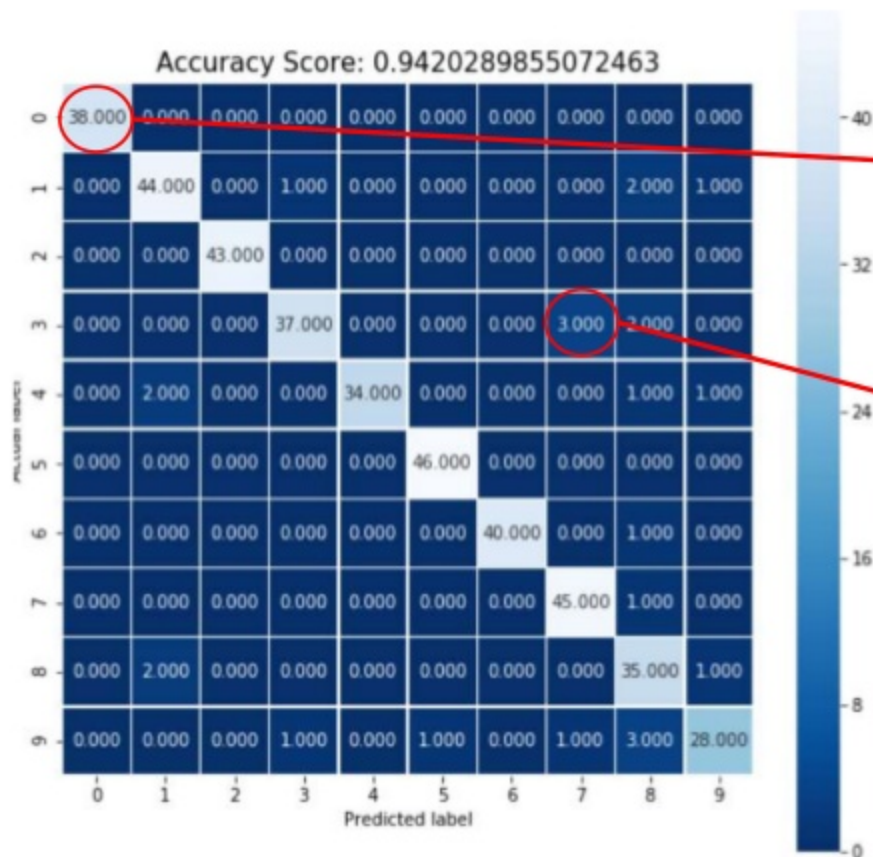 Accuracy Score: 0.9420289855072463
0 38.000 0.000 0.000 0.000 0.000 0.000 0.000 0.000 0.000 0.000
1 0.000 44.000 0.000 1.000 0.000 0.000 0.000 0.000 2.000 1.000
2 0.000 0.000 43.000 0.000 0.000 0.000 0.000 0.000 0.000 0.000
3 0.000 0.000 0.000 37.000 0.000 0.000 0.000 3.000 2.000 0.000
4 0.000 2.000 0.000 0.000 34.000 0.000 0.000 0.000 1.000 1.000
5 0.000 0.000 0.000 0.000 0.000 46.000 0.000 0.000 0.000 0.000
6 0.000 0.000 0.000 0.000 0.000 0.000 40.000 0.000 1.000 0.000
7 0.000 0.000 0.000 0.000 0.000 0.000 0.000 45.000 1.000 0.000
8 0.000 2.000 0.000 0.000 0.000 0.000 0.000 0.000 35.000 1.000
9 0.000 0.000 0.000 1.000 0.000 1.000 0.000 1.000 3.000 28.000
0 1 2 3 4 5 6 7 8 9
Predicted label
40
32
24
16
8
0